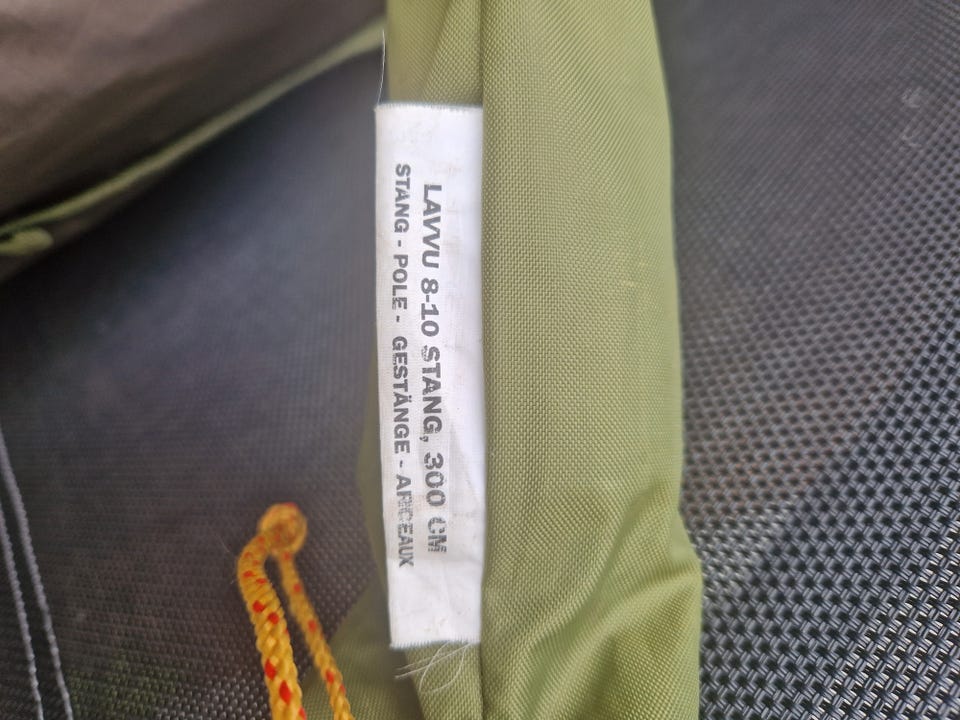 LAVVU 8-10 STANG, 300 CM
STANG - POLE - GESTÄNGE - ARCEAUX